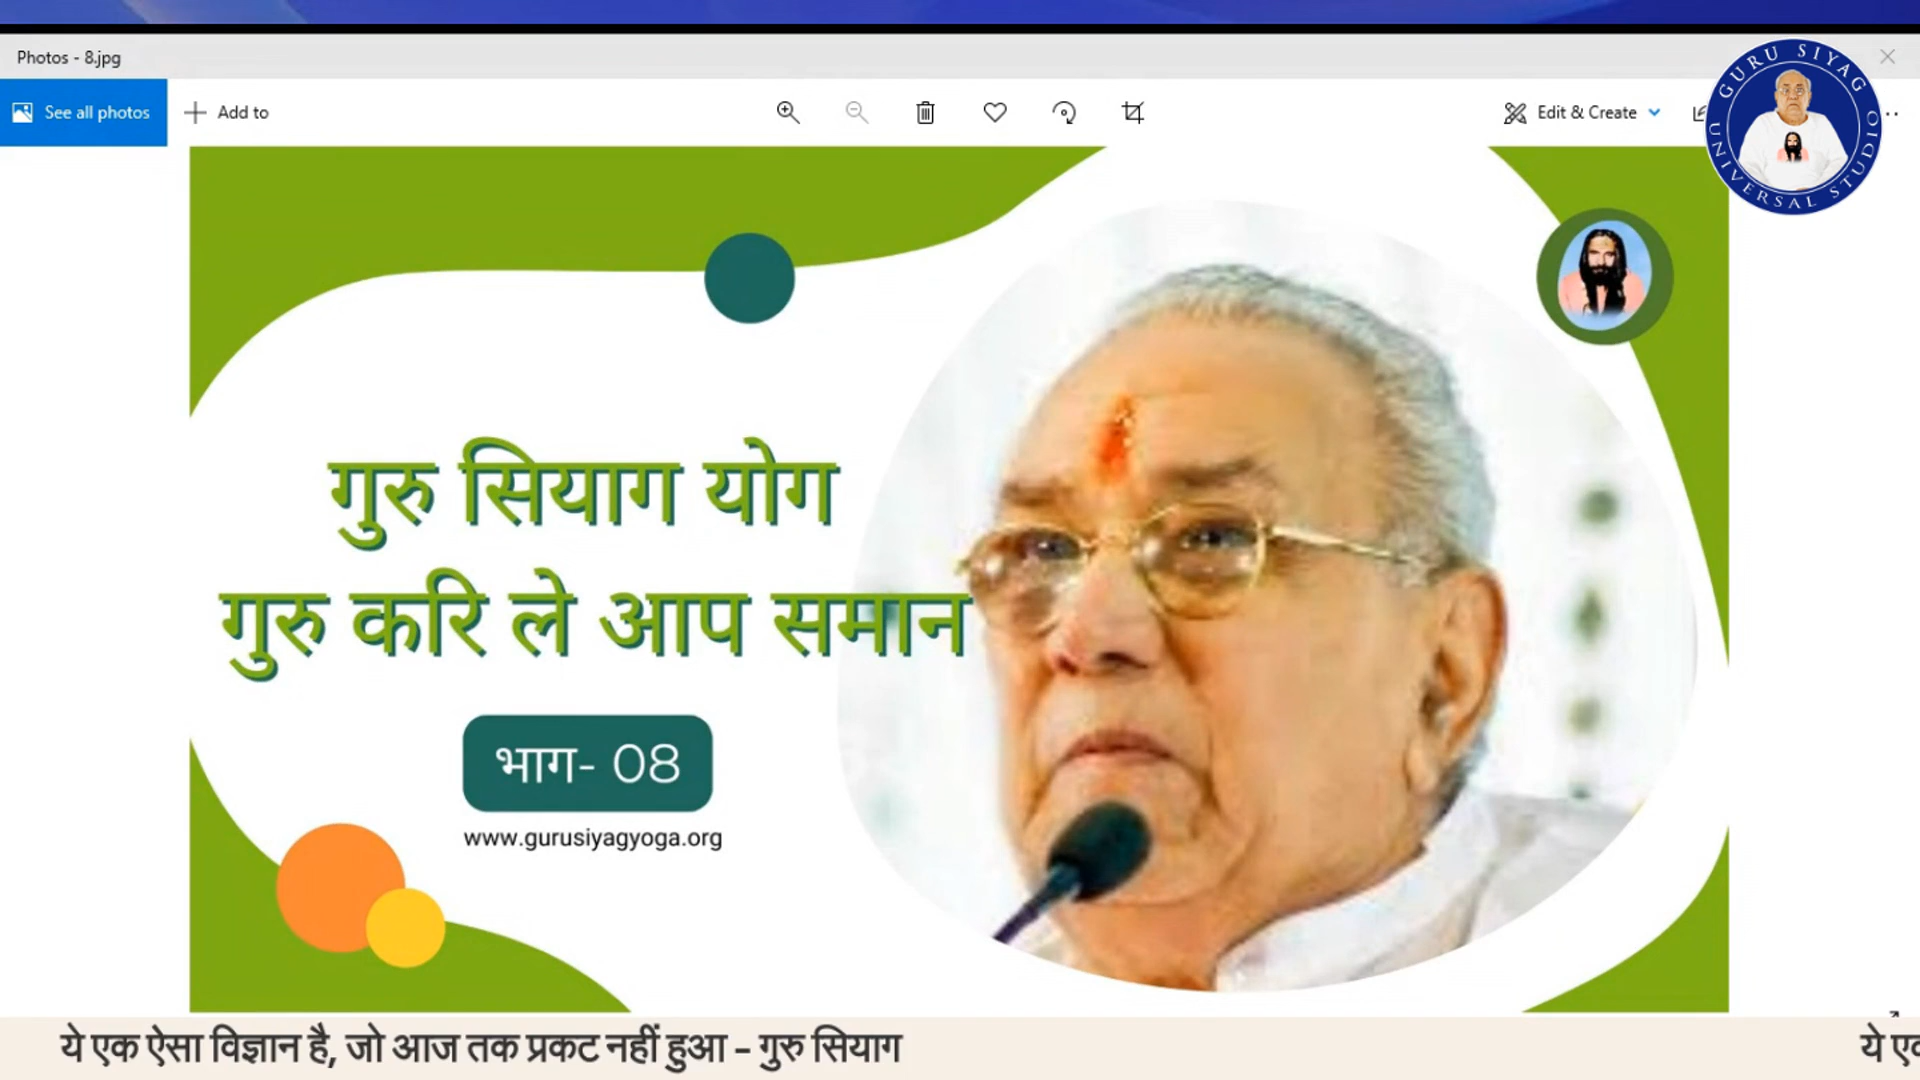 Photos - 8.jpg
See all photos
Add to
Edit & Create
GURU SIYAG
UNIVERSAL STUDIO
गुरु सियाग योग
गुरु करि ले आप समान
भाग- 08
www.gurusiyagyoga.org
ये एक ऐसा विज्ञान है, जो आज तक प्रकट नहीं हुआ – गुरु सियाग
ये